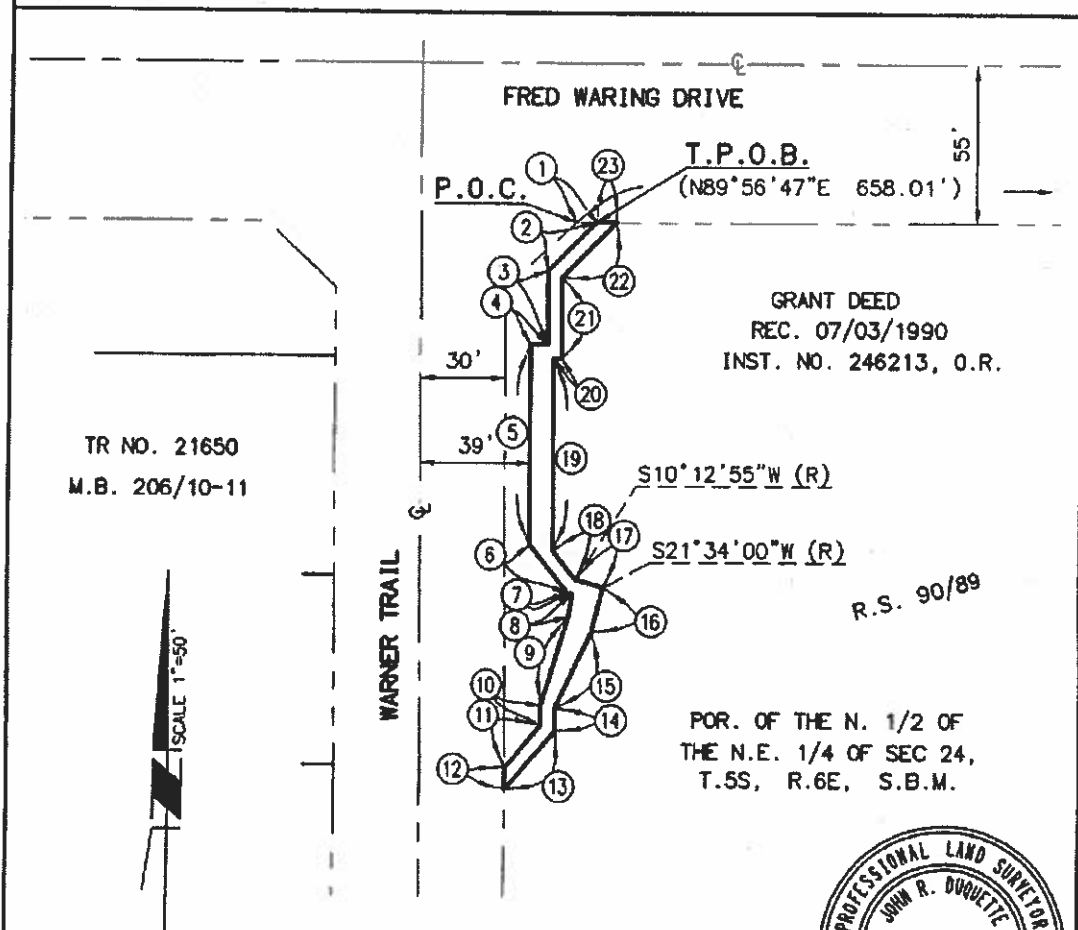 ℄
FRED WARING DRIVE
55'
T.P.O.B.
(N89°56'47"E 658.01')
P.O.C.
1
23
2
3
22
4
21
GRANT DEED
REC. 07/03/1990
INST. NO. 246213, O.R.
30'
20
5
39'
19
TR NO. 21650
M.B. 206/10-11
S10°12'55"W (R)
℄
18
17
S21°34'00"W (R)
6
7
8
16
R.S. 90/89
9
WARNER TRAIL
SCALE 1"=50'
10
15
11
14
POR. OF THE N. 1/2 OF
THE N.E. 1/4 OF SEC 24,
T.5S, R.6E, S.B.M.
12
13
PROFESSIONAL LAND SURVEYOR
JOHN R. DUQUETTE